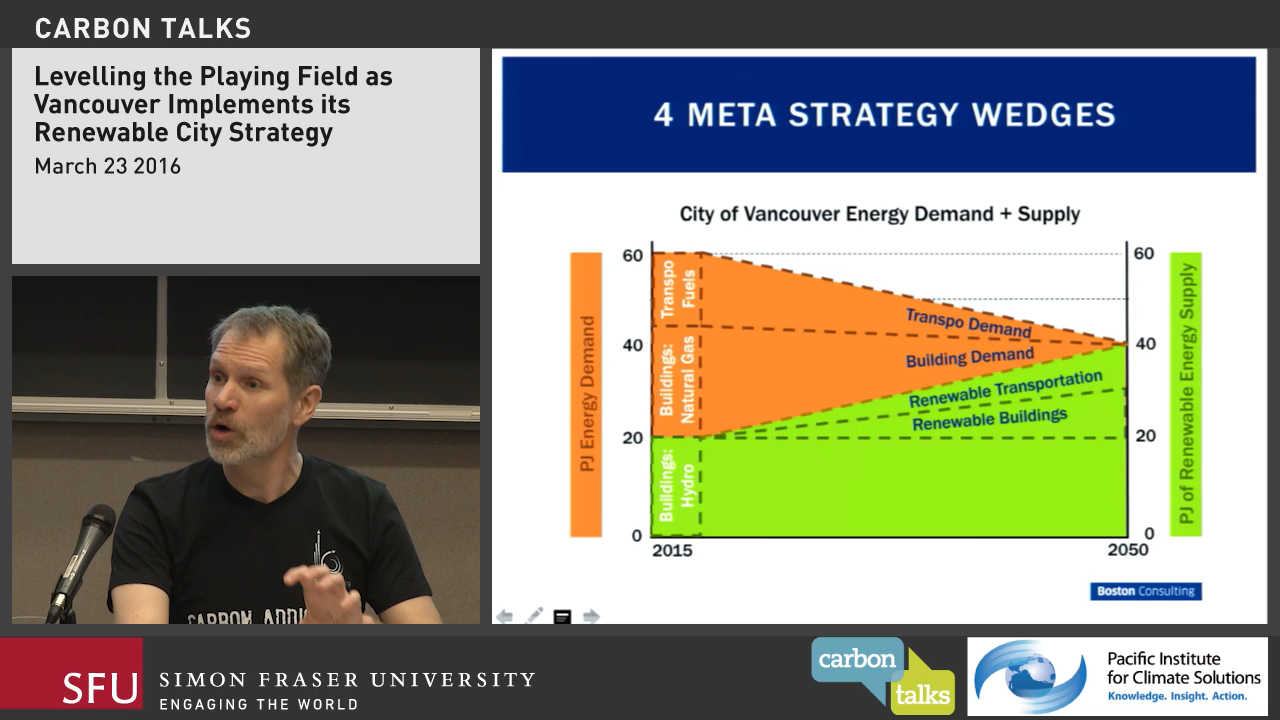 CARBON TALKS
Levelling the Playing Field as
Vancouver Implements its
Renewable City Strategy
March 23 2016
4 META STRATEGY WEDGES
City of Vancouver Energy Demand + Supply
PJ Energy Demand
60
40
20
0
Transpo
Fuels
Buildings:
Natural Gas
Buildings:
Hydro
Transpo Demand
Building Demand
Renewable Transportation
Renewable Buildings
60
40
20
0
PJ of Renewable Energy Supply
2015
2050
Boston Consulting
CARBON
SFU
SIMON FRASER UNIVERSITY
ENGAGING THE WORLD
carbon
talks
Pacific Institute
for Climate Solutions
Knowledge. Insight. Action.